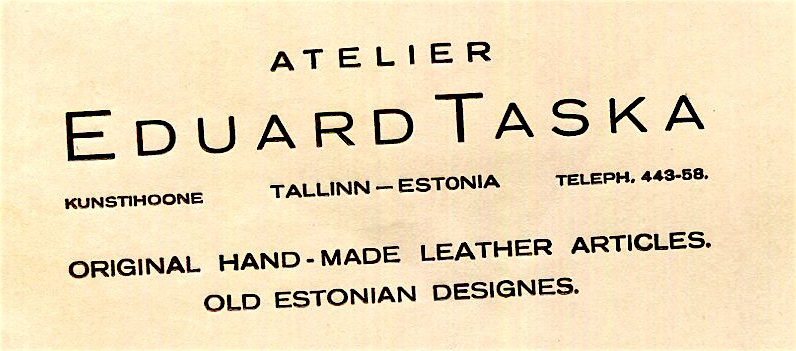 ATELIER
EDUARD TASKA
KUNSTIHOONE TALLINN — ESTONIA TELEPH. 443-58.
ORIGINAL HAND-MADE LEATHER ARTICLES.
OLD ESTONIAN DESIGNES.